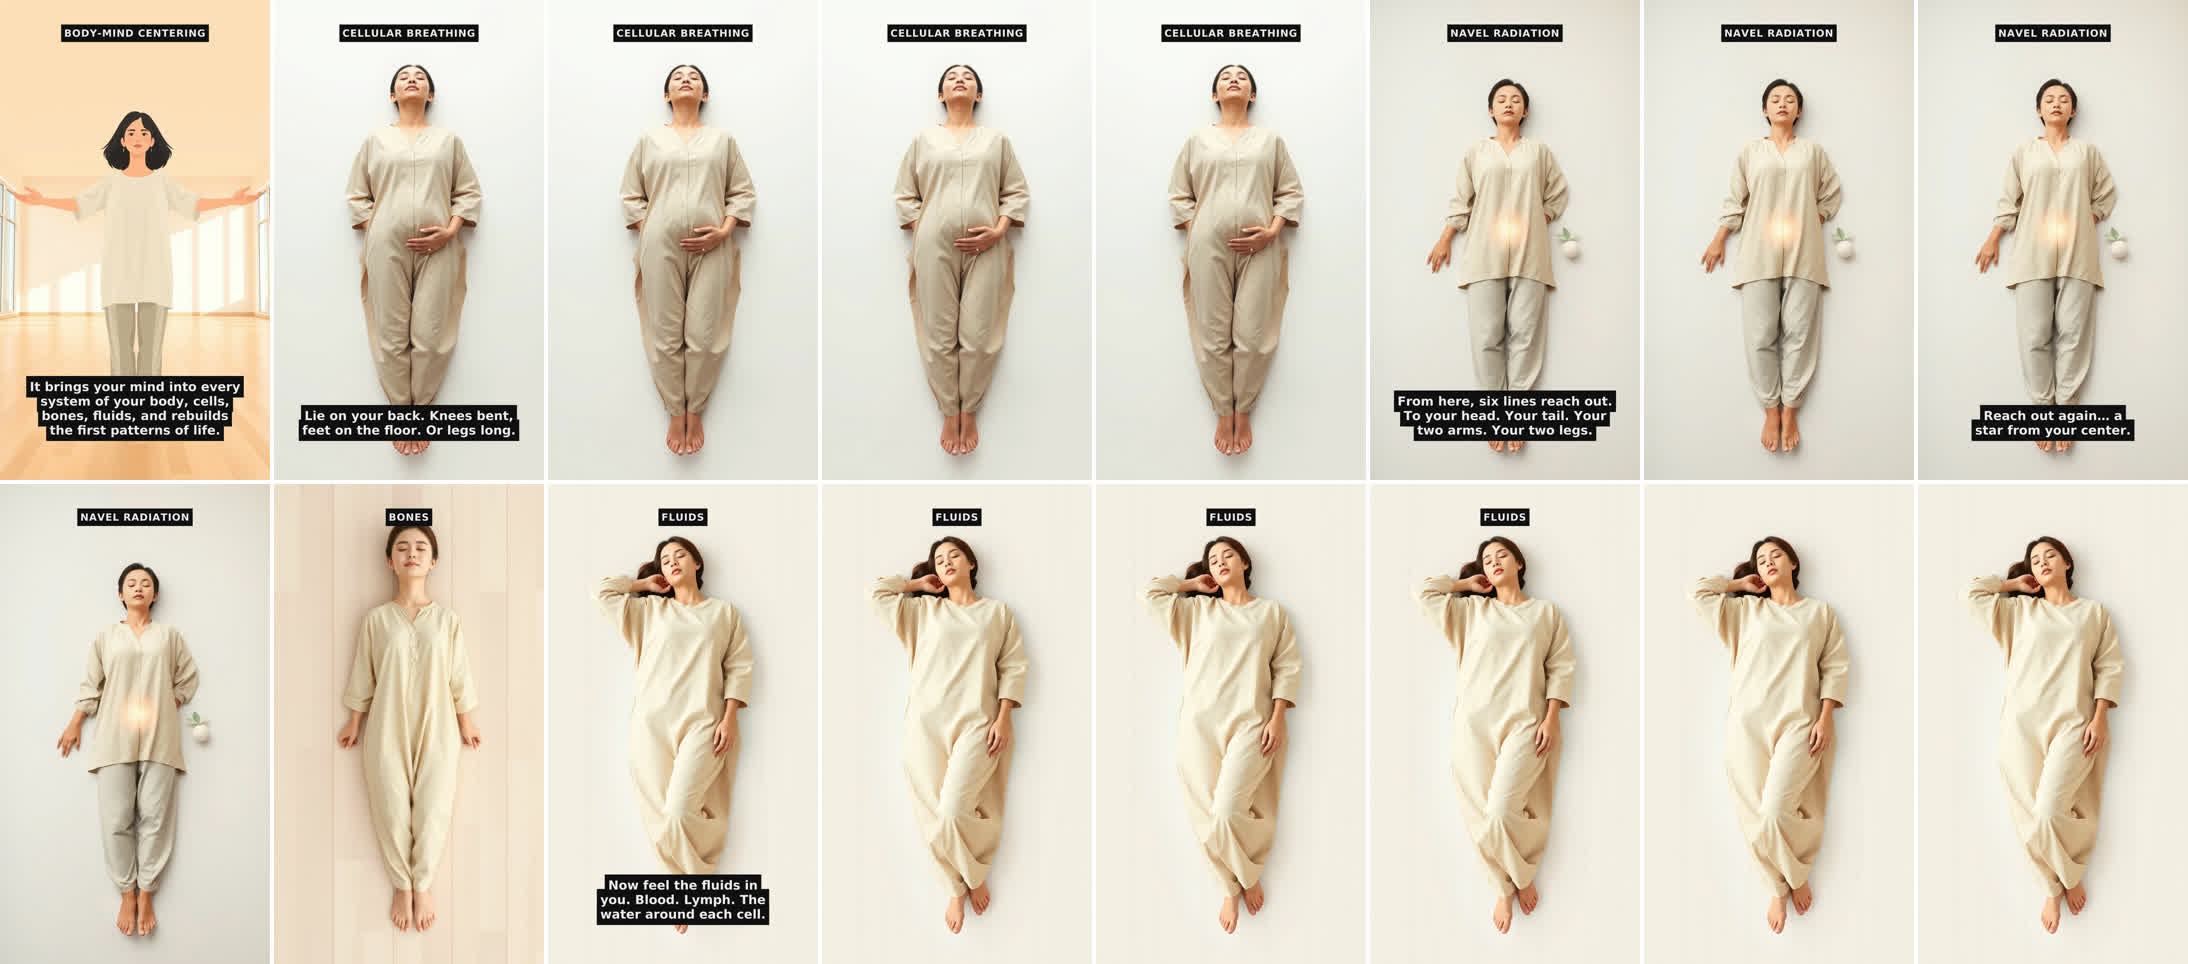 BODY-MIND CENTERING
It brings your mind into every
system of your body, cells,
bones, fluids, and rebuilds
the first patterns of life.
CELLULAR BREATHING
Lie on your back. Knees bent,
feet on the floor. Or legs long.
CELLULAR BREATHING
CELLULAR BREATHING
CELLULAR BREATHING
NAVEL RADIATION
From here, six lines reach out.
To your head. Your tail. Your
two arms. Your two legs.
NAVEL RADIATION
NAVEL RADIATION
Reach out again… a
star from your center.
NAVEL RADIATION
BONES
FLUIDS
Now feel the fluids in
you. Blood. Lymph. The
water around each cell.
FLUIDS
FLUIDS
FLUIDS